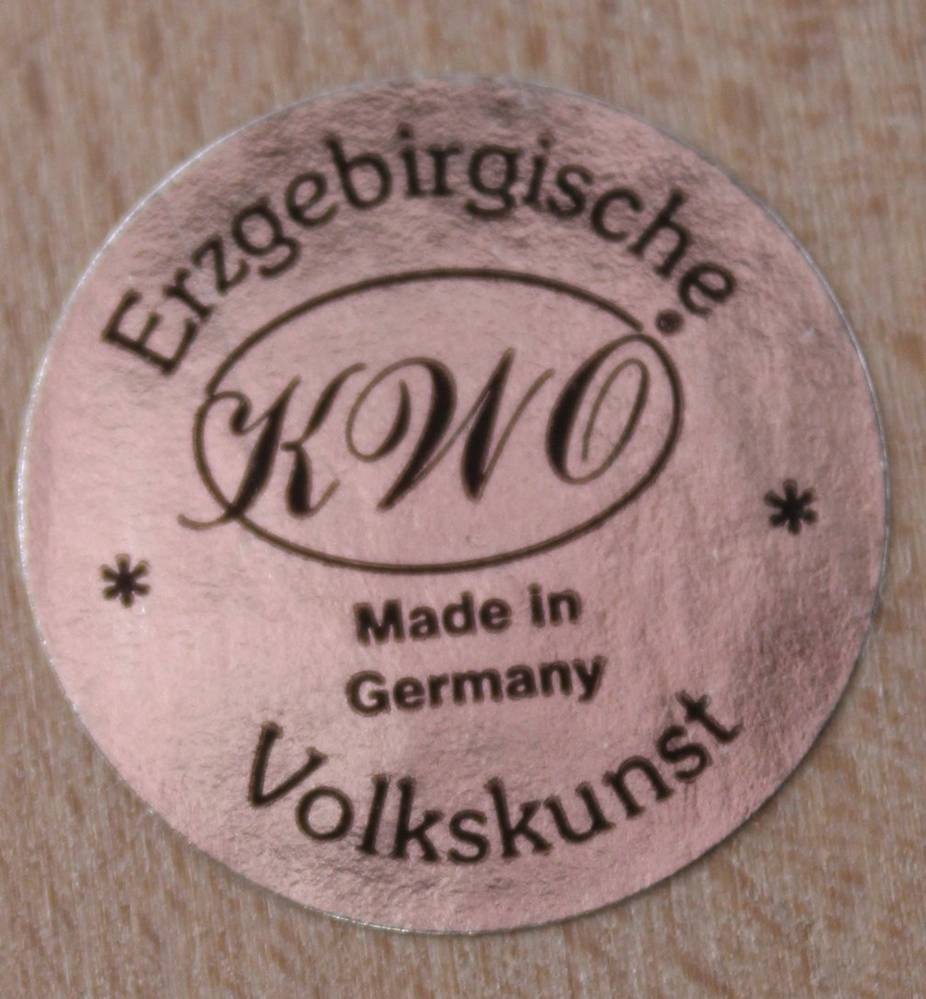 Erzgebirgische
KWO®
* *
Made in
Germany
Volkskunst